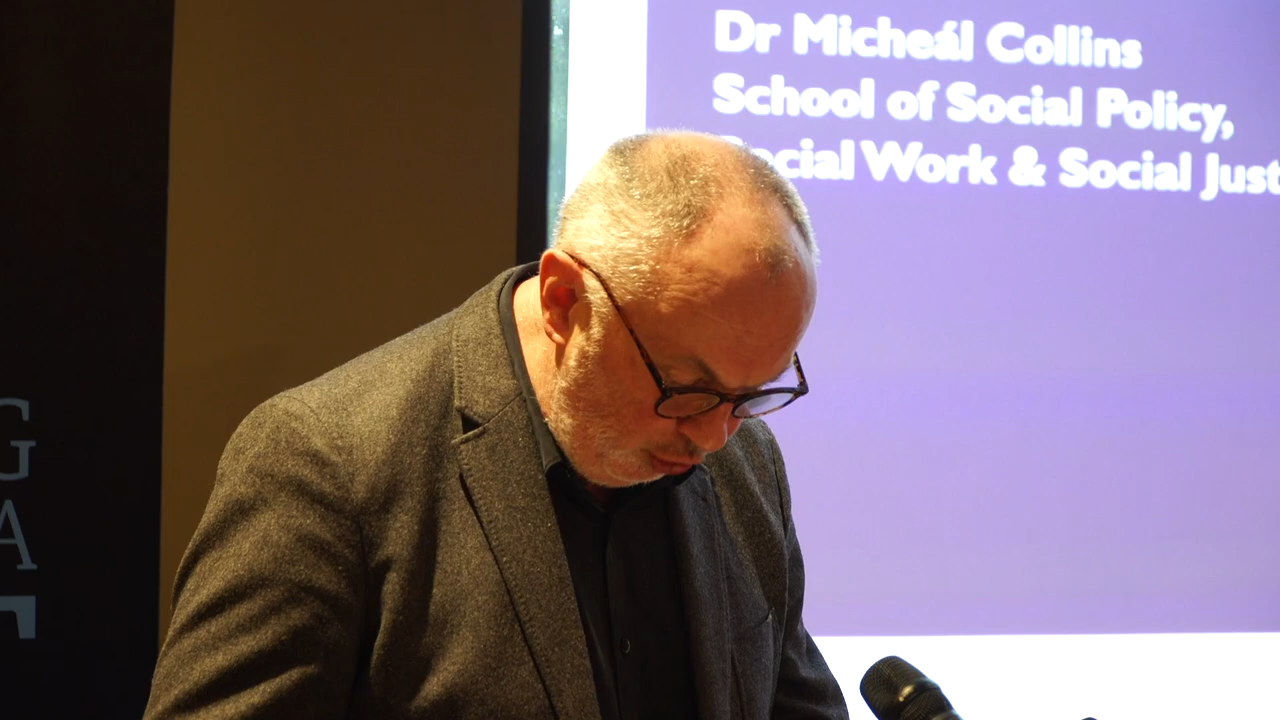 Dr Micheál Collins
School of Social Policy,
Social Work & Social Just
G
A